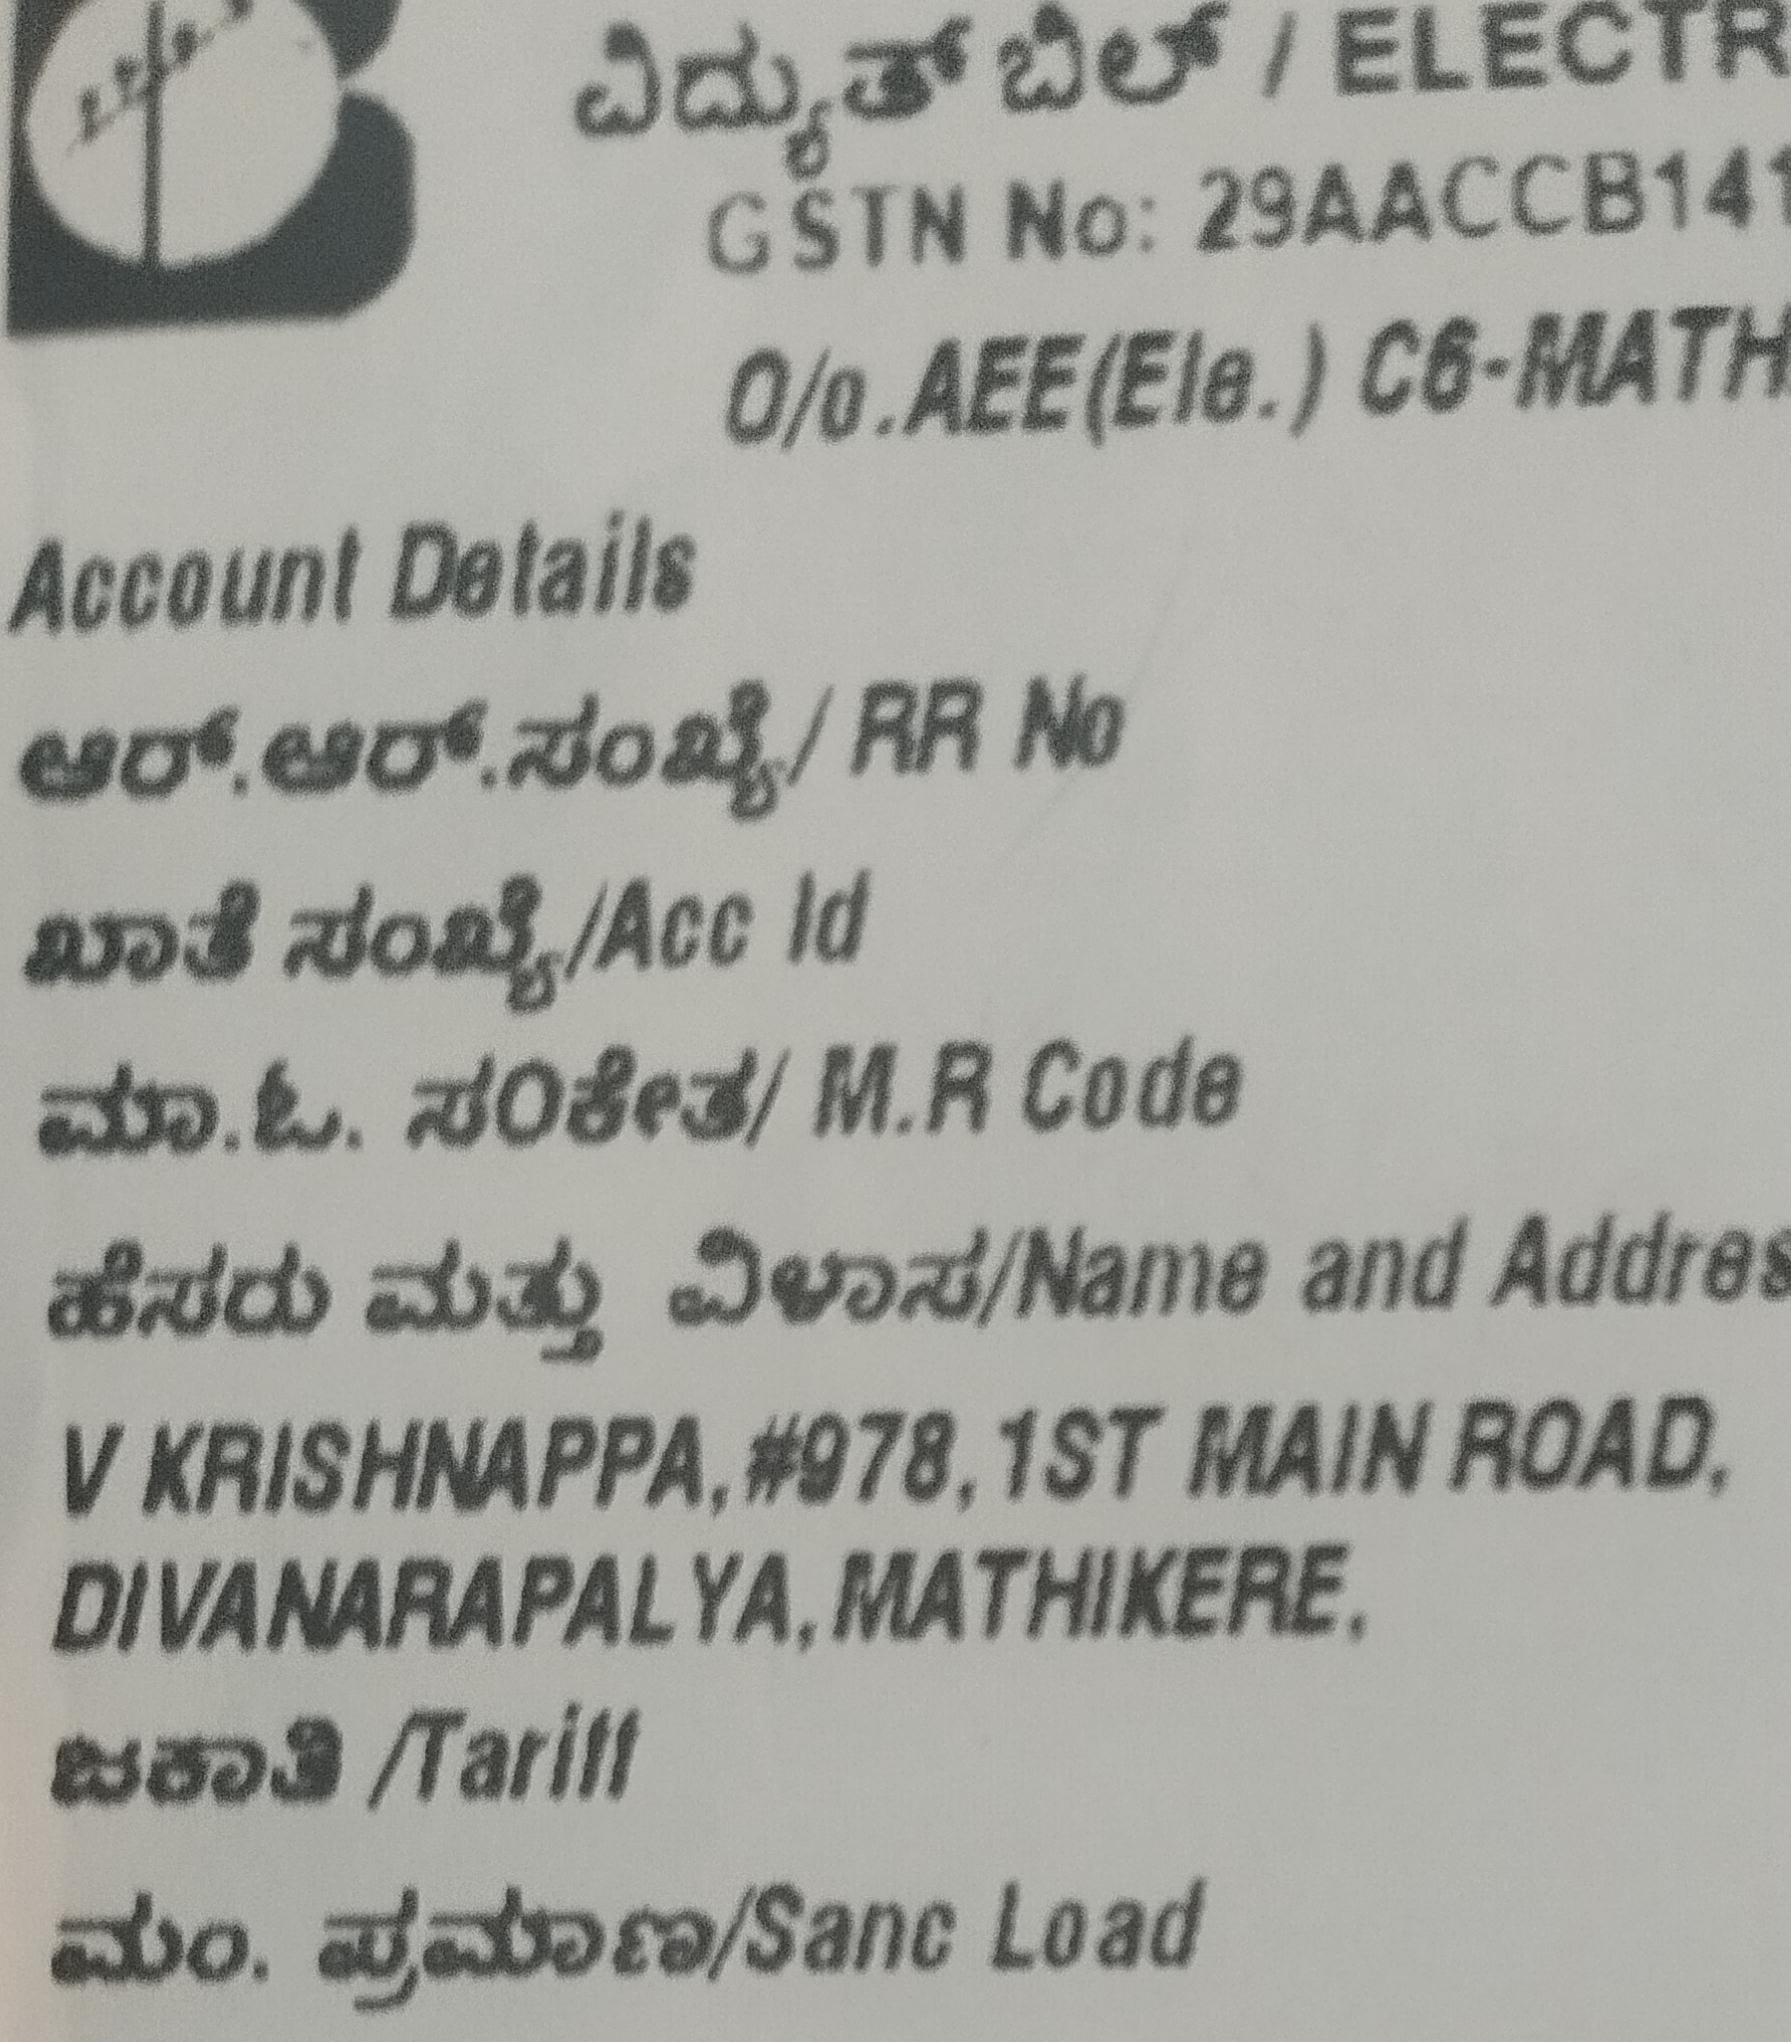 ವಿದ್ಯುತ್ ಬಿಲ್ / ELECTR
GSTN No: 29AACCB141
O/o.AEE(Ele.) C6-MATH
Account Details
ಆರ್.ಆರ್.ಸಂಖ್ಯೆ/ RR No
ಖಾತೆ ಸಂಖ್ಯೆ/Acc Id
ಮಾ.ಓ. ಸಂಕೇತ/ M.R Code
ಹೆಸರು ಮತ್ತು ವಿಳಾಸ/Name and Addres
V KRISHNAPPA,#978,1ST MAIN ROAD,
DIVANARAPALYA,MATHIKERE,
ಜಕಾತಿ /Tariff
ಮಂ. ಪ್ರಮಾಣ/Sanc Load